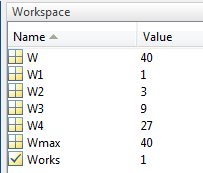 Workspace
Name Value
W 40
W1 1
W2 3
W3 9
W4 27
Wmax 40
Works 1